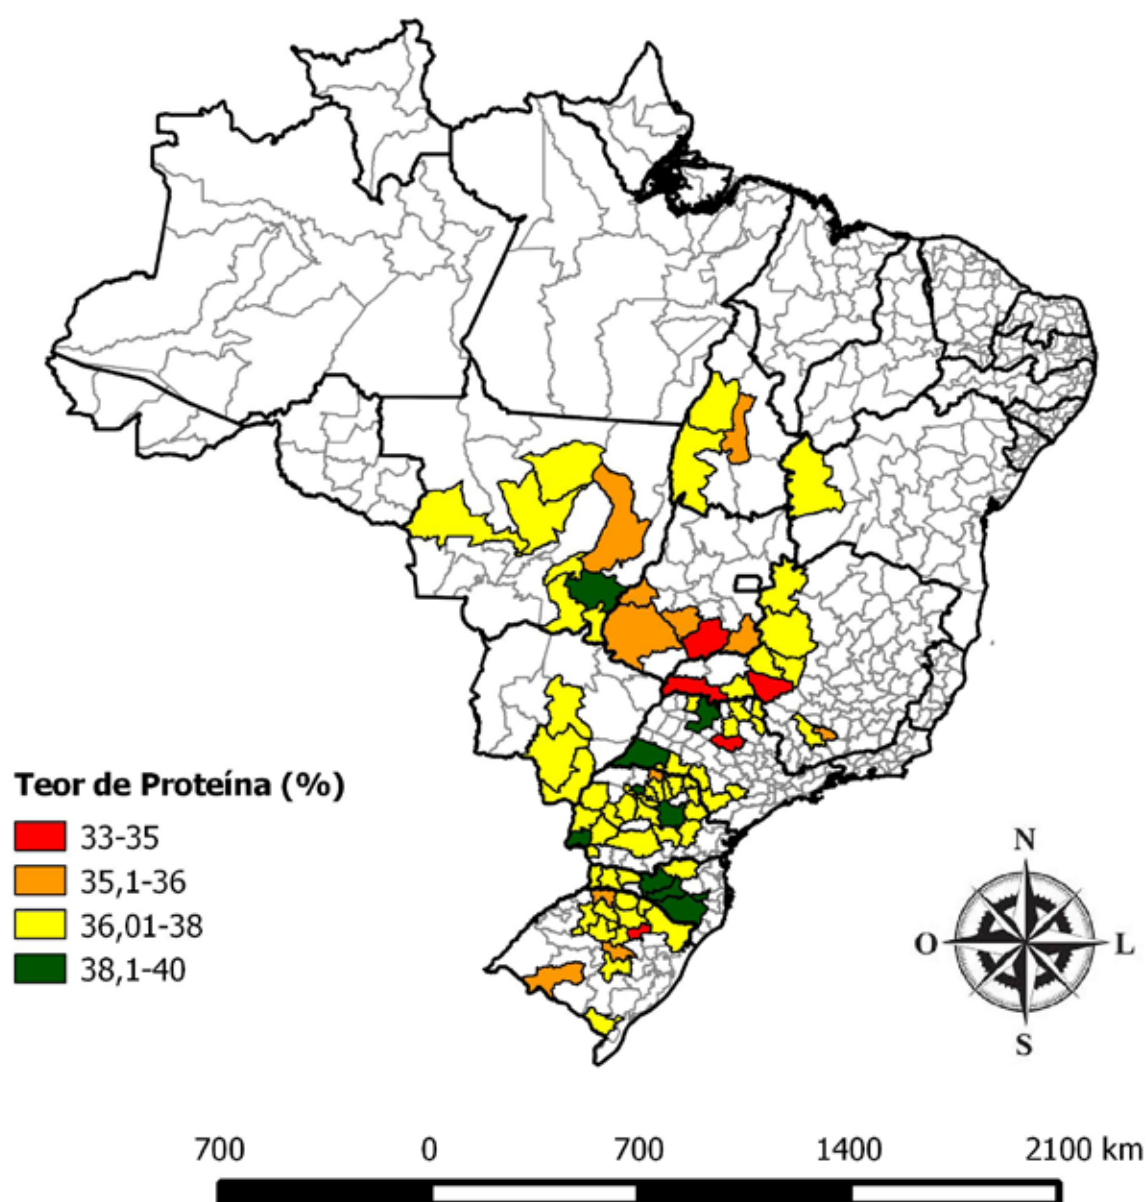 Teor de Proteína (%)
33-35
35,1-36
36,01-38
38,1-40
N
O
L
S
700 0 700 1400 2100 km